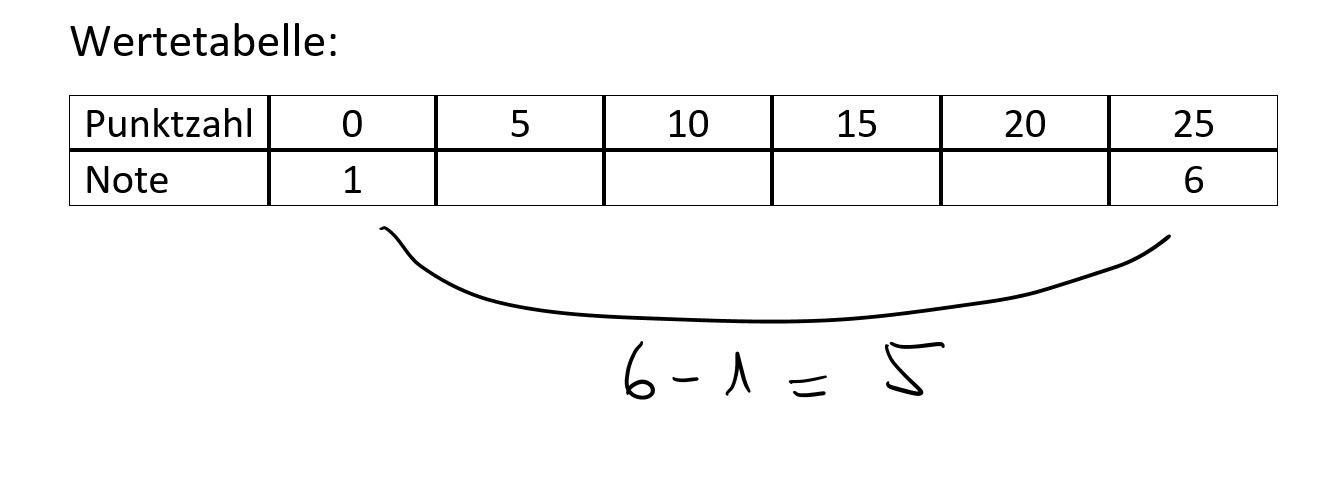 Wertetabelle:
Punktzahl 0 5 10 15 20 25
Note 1 6
6 - 1 = 5